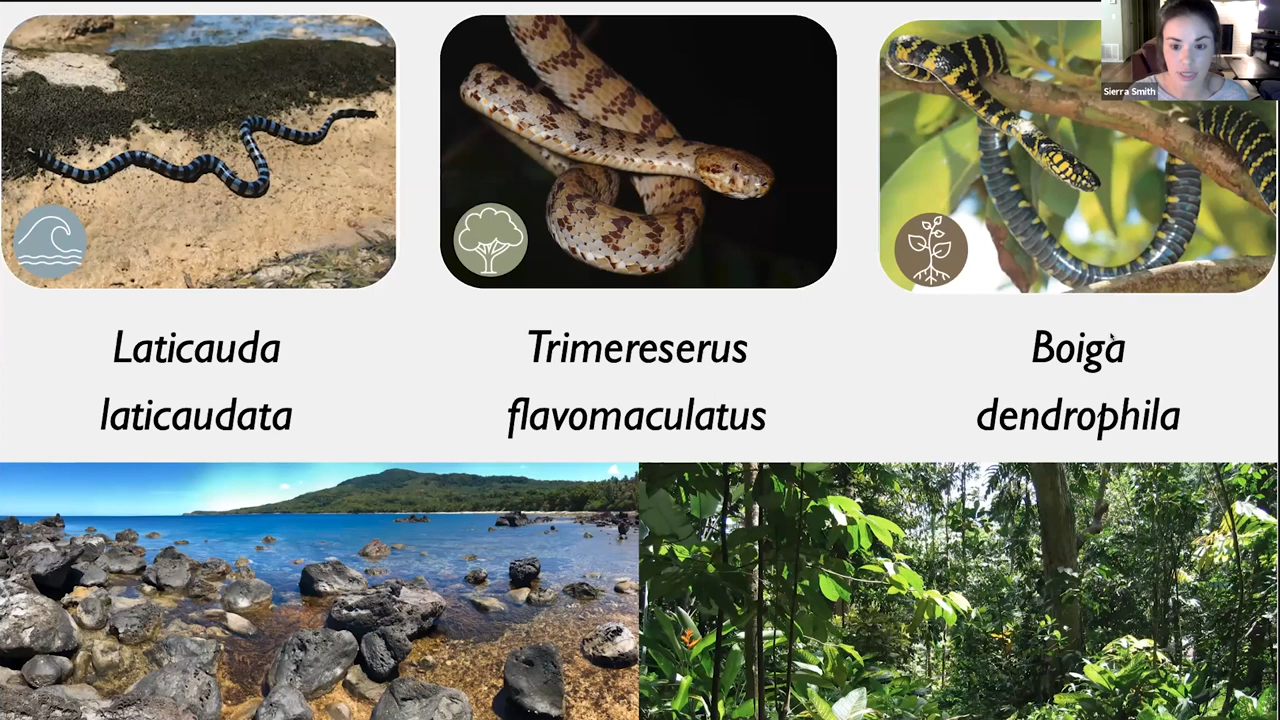 Sierra Smith
Laticauda
laticaudata
Trimereserus
flavomaculatus
Boiga
dendrophila